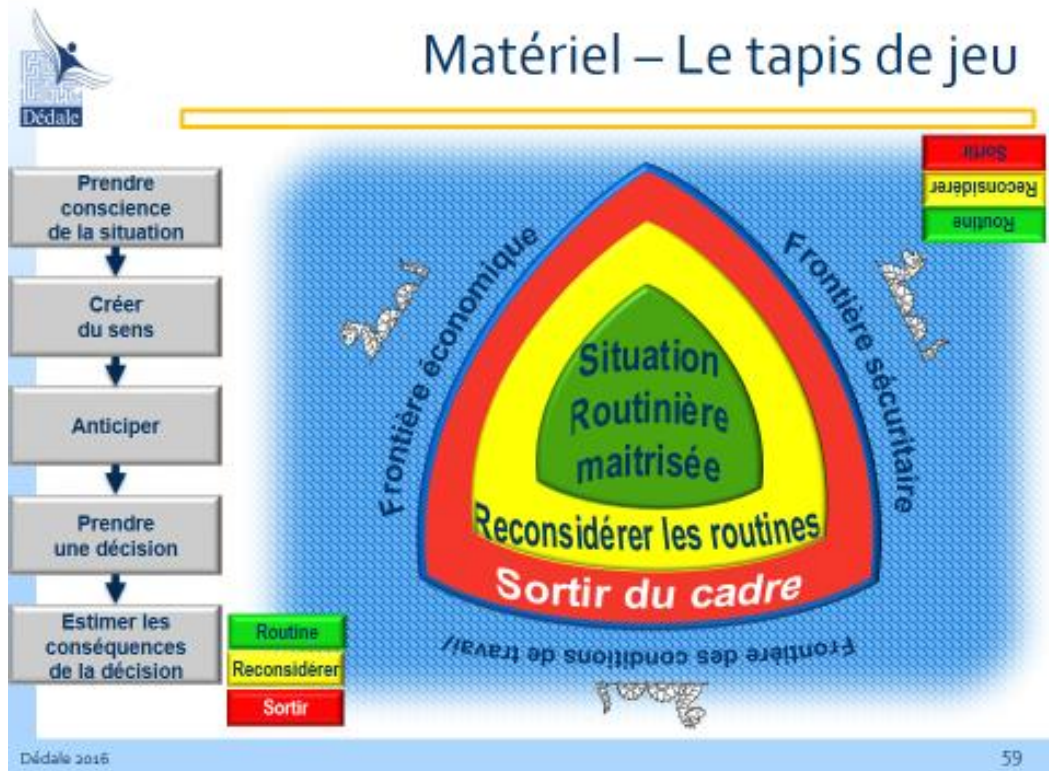 Matériel – Le tapis de jeu
Dédale
Prendre
conscience
de la situation
Créer
du sens
Anticiper
Prendre
une décision
Estimer les
conséquences
de la décision
Sortir
Reconsidérer
Routine
Frontière économique
Frontière sécuritaire
Situation
Routinière
maitrisée
Reconsidérer les routines
Sortir du cadre
Frontière des conditions de travail
Routine
Reconsidérer
Sortir
Dédale 2016
59